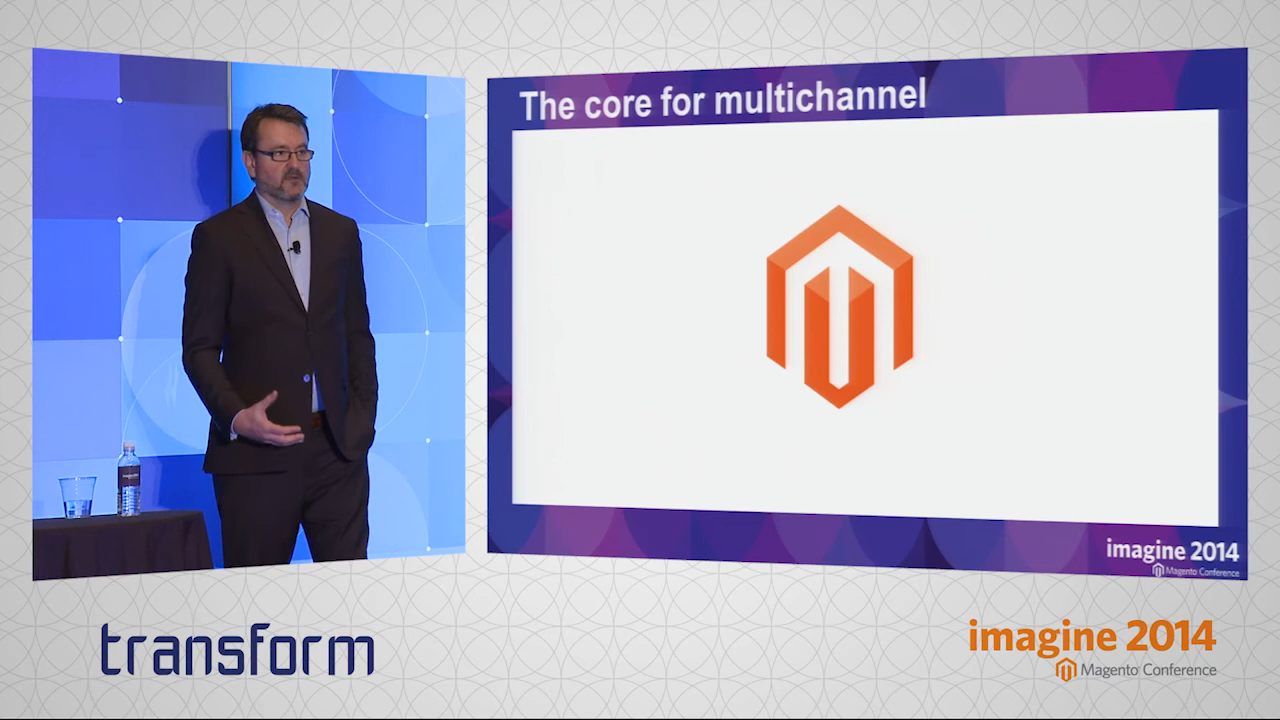 The core for multichannel
imagine 2014
Magento Conference
transform
imagine 2014
Magento Conference